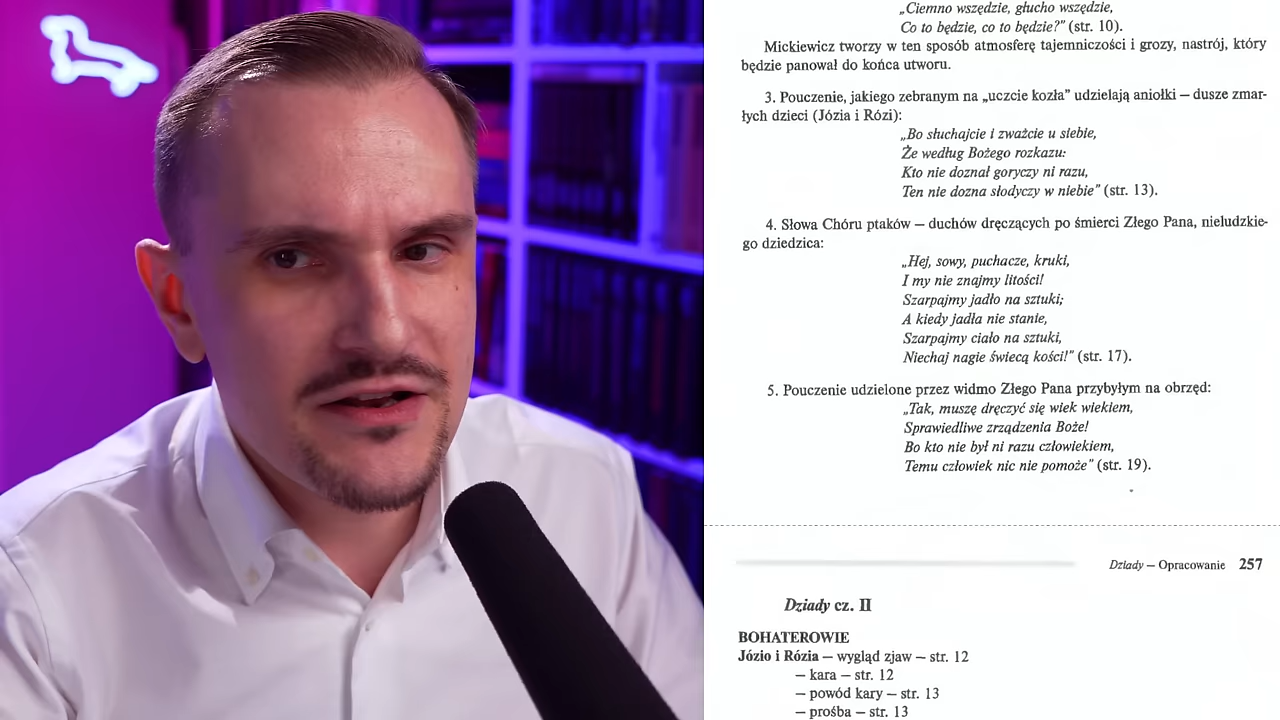 „Ciemno wszędzie, głucho wszędzie,
Co to będzie, co to będzie?” (str. 10).
Mickiewicz tworzy w ten sposób atmosferę tajemniczości i grozy, nastrój, który
będzie panował do końca utworu.
3. Pouczenie, jakiego zebranym na „uczcie kozła” udzielają aniołki – dusze zmar-
łych dzieci (Józia i Rózi):
„Bo słuchajcie i zważcie u siebie,
Że według Bożego rozkazu:
Kto nie doznał goryczy ni razu,
Ten nie dozna słodyczy w niebie” (str. 13).
4. Słowa Chóru ptaków – duchów dręczących po śmierci Złego Pana, nieludzkie-
go dziedzica:
„Hej, sowy, puchacze, kruki,
I my nie znajmy litości!
Szarpajmy jadło na sztuki;
A kiedy jadła nie stanie,
Szarpajmy ciało na sztuki,
Niechaj nagie świecą kości!” (str. 17).
5. Pouczenie udzielone przez widmo Złego Pana przybyłym na obrzęd:
„Tak, muszę dręczyć się wiek wiekiem,
Sprawiedliwe zrządzenia Boże!
Bo kto nie był ni razu człowiekiem,
Temu człowiek nic nie pomoże” (str. 19).
Dziady – Opracowanie 257
Dziady cz. II
BOHATEROWIE
Józio i Rózia – wygląd zjaw – str. 12
– kara – str. 12
– powód kary – str. 13
– prośba – str. 13